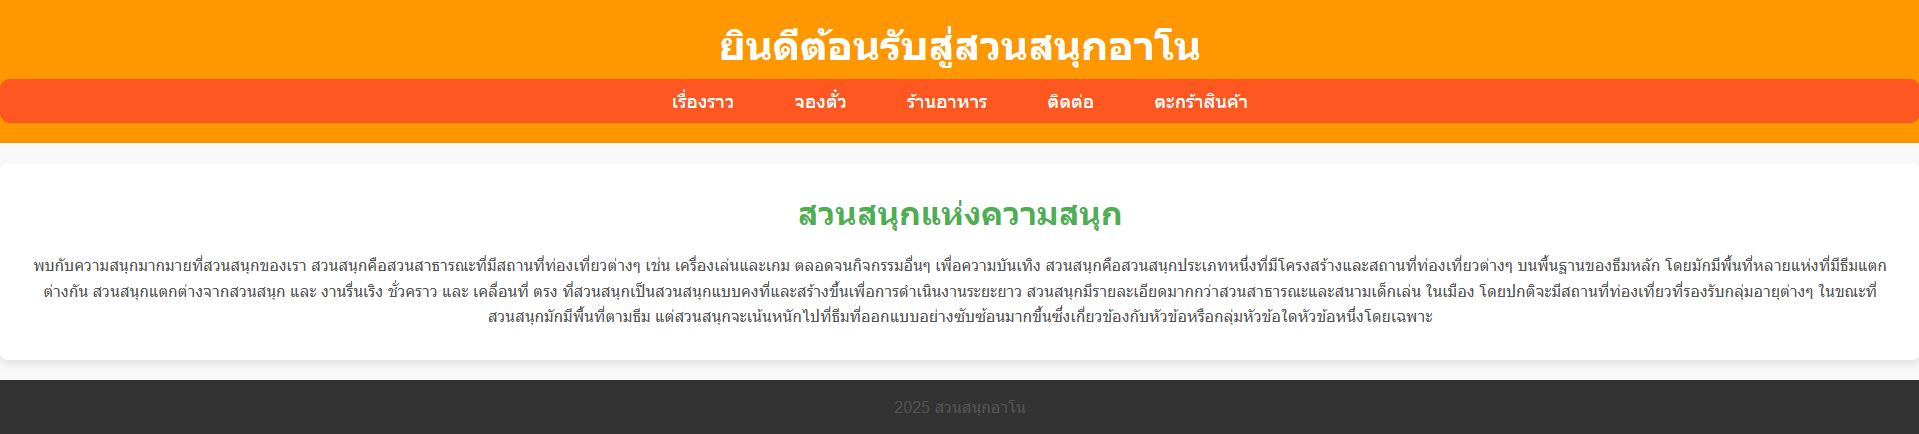 ยินดีต้อนรับสู่สวนสนุกอาโน
เรื่องราว จองตั๋ว ร้านอาหาร ติดต่อ ตะกร้าสินค้า
สวนสนุกแห่งความสนุก
พบกับความสนุกมากมายที่สวนสนุกของเรา สวนสนุกคือสวนสาธารณะที่มีสถานที่ท่องเที่ยวต่างๆ เช่น เครื่องเล่นและเกม ตลอดจนกิจกรรมอื่นๆ เพื่อความบันเทิง สวนสนุกคือสวนสนุกประเภทหนึ่งที่มีโครงสร้างและสถานที่ท่องเที่ยวต่างๆ บนพื้นฐานของธีมหลัก โดยมักมีพื้นที่หลายแห่งที่มีธีมแตก
ต่างกัน สวนสนุกแตกต่างจากสวนสนุก และ งานรื่นเริง ชั่วคราว และ เคลื่อนที่ ตรง ที่สวนสนุกเป็นสวนสนุกแบบคงที่และสร้างขึ้นเพื่อการดำเนินงานระยะยาว สวนสนุกมีรายละเอียดมากกว่าสวนสาธารณะและสนามเด็กเล่น ในเมือง โดยปกติจะมีสถานที่ท่องเที่ยวที่รองรับกลุ่มอายุต่างๆ ในขณะที่
สวนสนุกมักมีพื้นที่ตามธีม แต่สวนสนุกจะเน้นหนักไปที่ธีมที่ออกแบบอย่างซับซ้อนมากขึ้นซึ่งเกี่ยวข้องกับหัวข้อหรือกลุ่มหัวข้อใดหัวข้อหนึ่งโดยเฉพาะ
2025 สวนสนุกอาโน